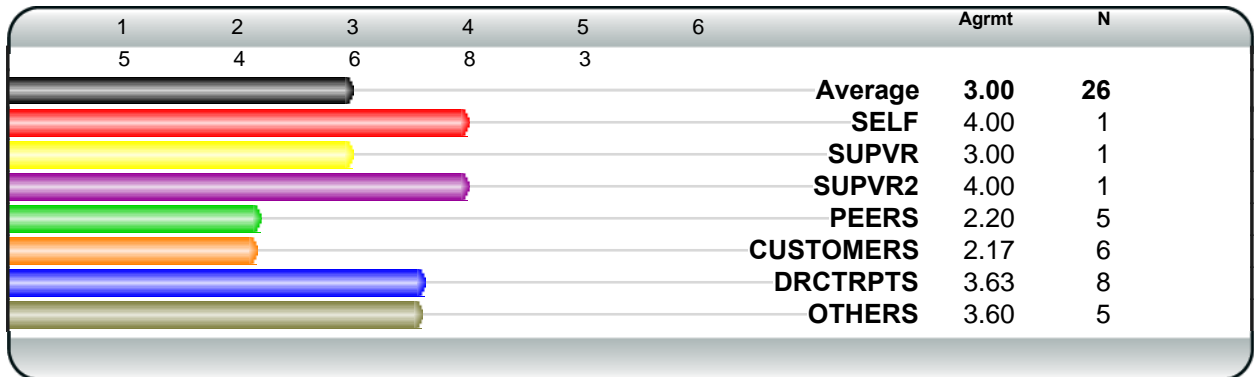 1 2 3 4 5 6 Agrmt N
5 4 6 8 3
Average 3.00 26
SELF 4.00 1
SUPVR 3.00 1
SUPVR2 4.00 1
PEERS 2.20 5
CUSTOMERS 2.17 6
DRCTRPTS 3.63 8
OTHERS 3.60 5